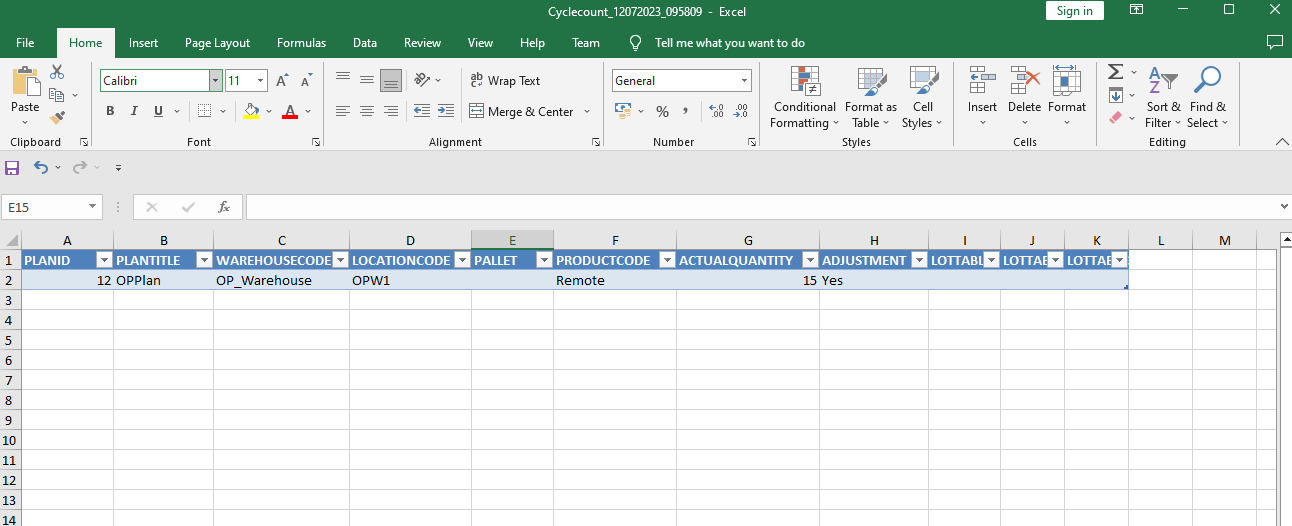 Cyclecount_12072023_095809 - Excel
Sign in
File Home Insert Page Layout Formulas Data Review View Help Team Tell me what you want to do
Paste
Clipboard
Calibri 11
B I U A
Font
ab Wrap Text
Merge & Center
Alignment
General
% ,
Number
Conditional Formatting
Format as Table
Cell Styles
Styles
Insert Delete Format
Cells
Sort & Filter
Find & Select
Editing
E15 fx
A B C D E F G H I J K L M
1 PLANID PLANTITLE WAREHOUSECODE LOCATIONCODE PALLET PRODUCTCODE ACTUALQUANTITY ADJUSTMENT LOTTABL LOTTAB LOTTAB
2 12 OPPlan OP_Warehouse OPW1 Remote 15 Yes
3
4
5
6
7
8
9
10
11
12
13
14